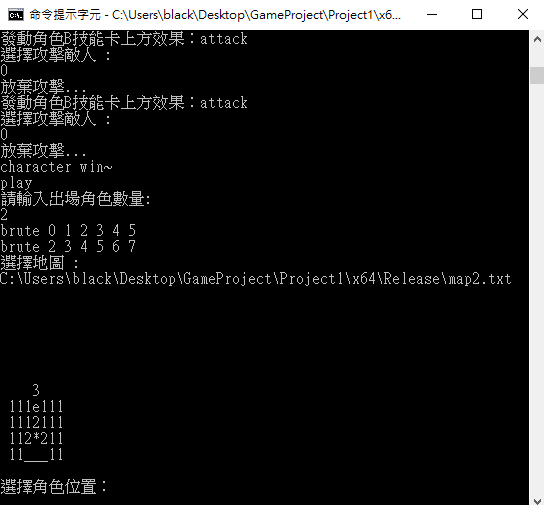 命令提示字元 - C:\Users\black\Desktop\GameProject\Project1\x6...
發動角色B技能卡上方效果：attack
選擇攻擊敵人 :
0
放棄攻擊...
發動角色B技能卡上方效果：attack
選擇攻擊敵人 :
0
放棄攻擊...
character win~
play
請輸入出場角色數量:
2
brute 0 1 2 3 4 5
brute 2 3 4 5 6 7
選擇地圖 :
C:\Users\black\Desktop\GameProject\Project1\x64\Release\map2.txt
3
111e111
1112111
112*211
11___11
選擇角色位置：